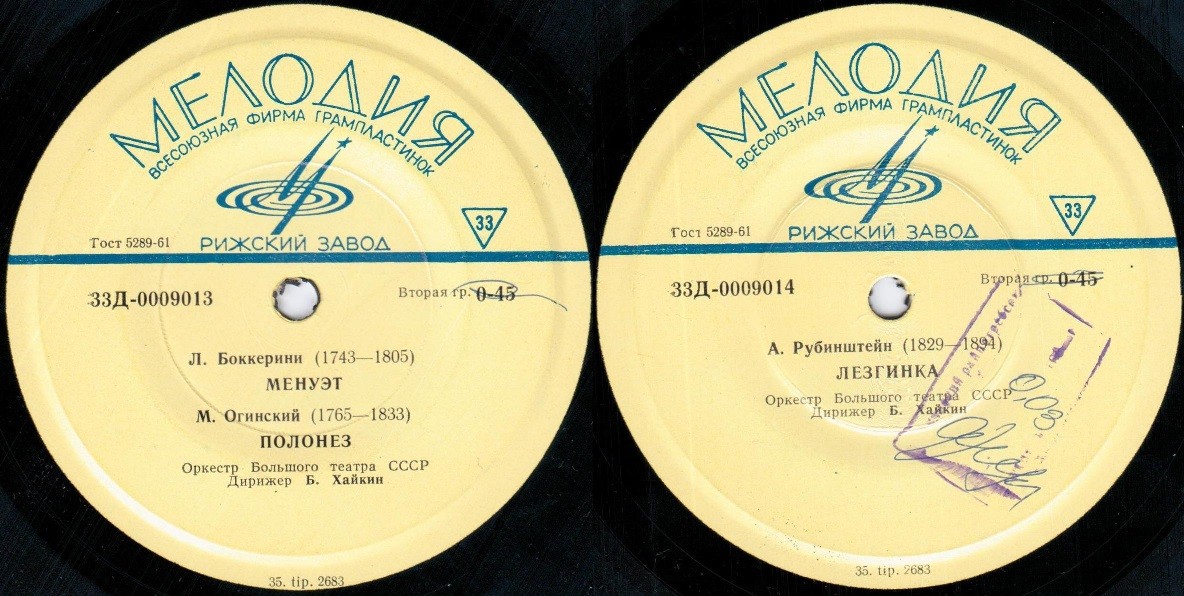 МЕЛОДИЯ
ВСЕСОЮЗНАЯ ФИРМА ГРАМПЛАСТИНОК
33
Гост 5289-61
РИЖСКИЙ ЗАВОД
33Д-0009013
Вторая гр. 0-45
Л. Боккерини (1743—1805)
МЕНУЭТ
М. Огинский (1765—1833)
ПОЛОНЕЗ
Оркестр Большого театра СССР
Дирижер Б. Хайкин
35. tip. 2683
МЕЛОДИЯ
ВСЕСОЮЗНАЯ ФИРМА ГРАМПЛАСТИНОК
33
Гост 5289-61
РИЖСКИЙ ЗАВОД
33Д-0009014
Вторая гр. 0-45
А. Рубинштейн (1829—1894)
ЛЕЗГИНКА
Оркестр Большого театра СССР
Дирижер Б. Хайкин
35. tip. 2683